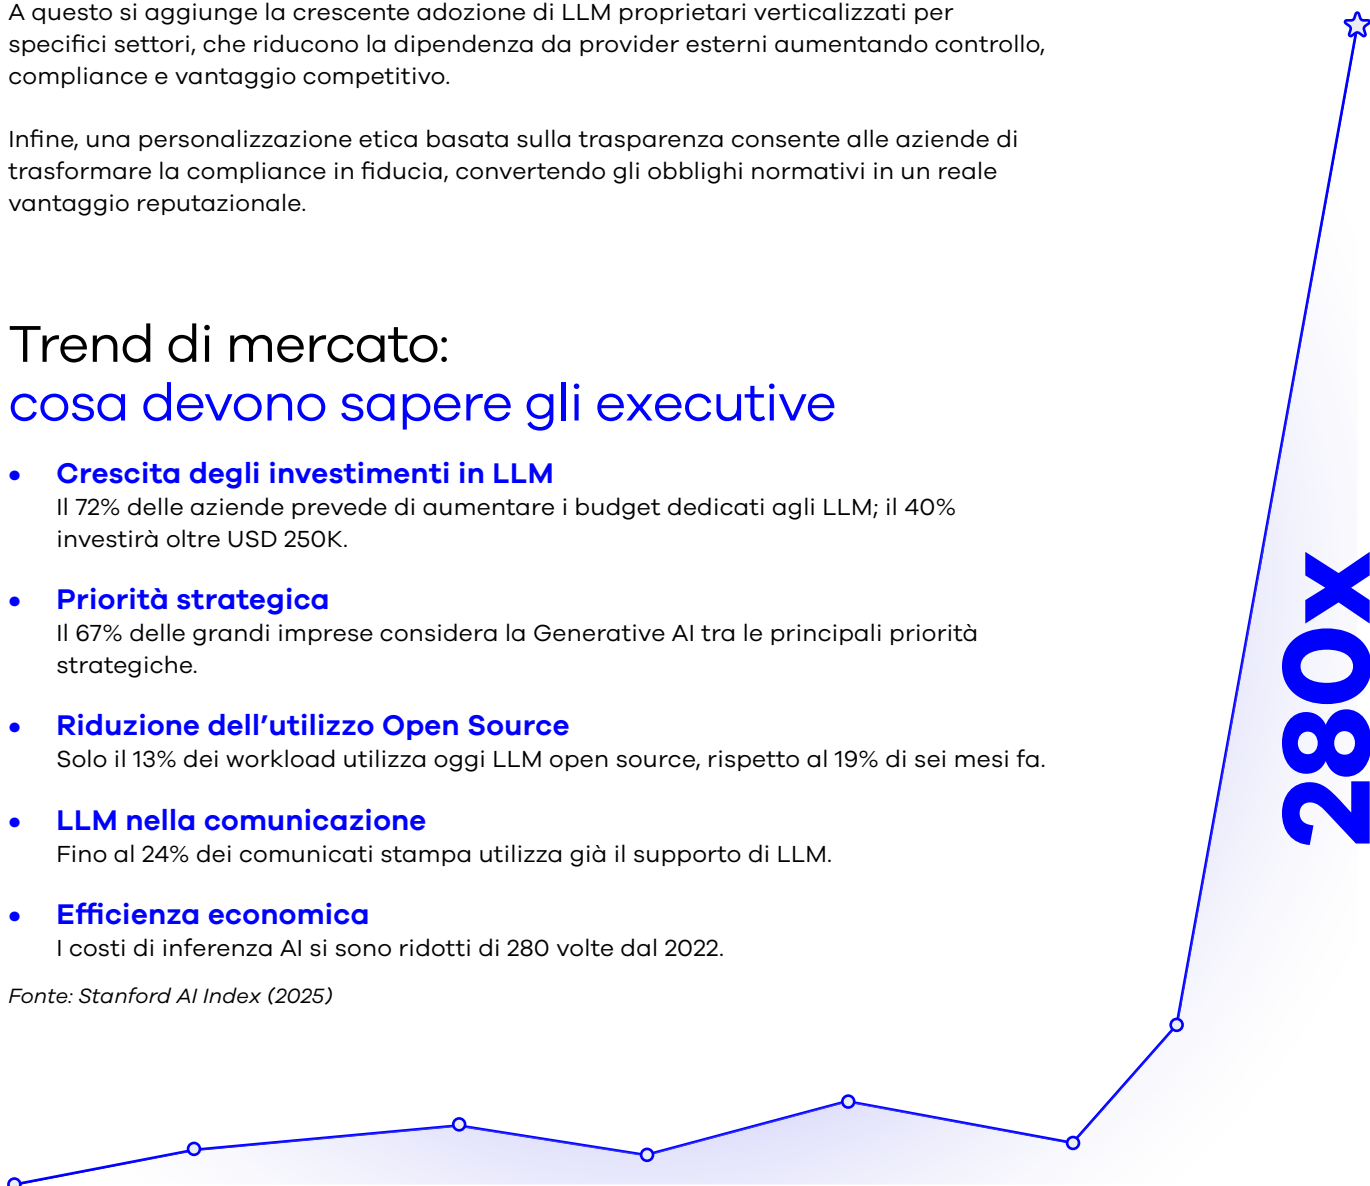 A questo si aggiunge la crescente adozione di LLM proprietari verticalizzati per
specifici settori, che riducono la dipendenza da provider esterni aumentando controllo,
compliance e vantaggio competitivo.
Infine, una personalizzazione etica basata sulla trasparenza consente alle aziende di
trasformare la compliance in fiducia, convertendo gli obblighi normativi in un reale
vantaggio reputazionale.
Trend di mercato:
cosa devono sapere gli executive
• Crescita degli investimenti in LLM
Il 72% delle aziende prevede di aumentare i budget dedicati agli LLM; il 40%
investirà oltre USD 250K.
• Priorità strategica
Il 67% delle grandi imprese considera la Generative AI tra le principali priorità
strategiche.
• Riduzione dell’utilizzo Open Source
Solo il 13% dei workload utilizza oggi LLM open source, rispetto al 19% di sei mesi fa.
• LLM nella comunicazione
Fino al 24% dei comunicati stampa utilizza già il supporto di LLM.
• Efficienza economica
I costi di inferenza AI si sono ridotti di 280 volte dal 2022.
Fonte: Stanford AI Index (2025)
280x